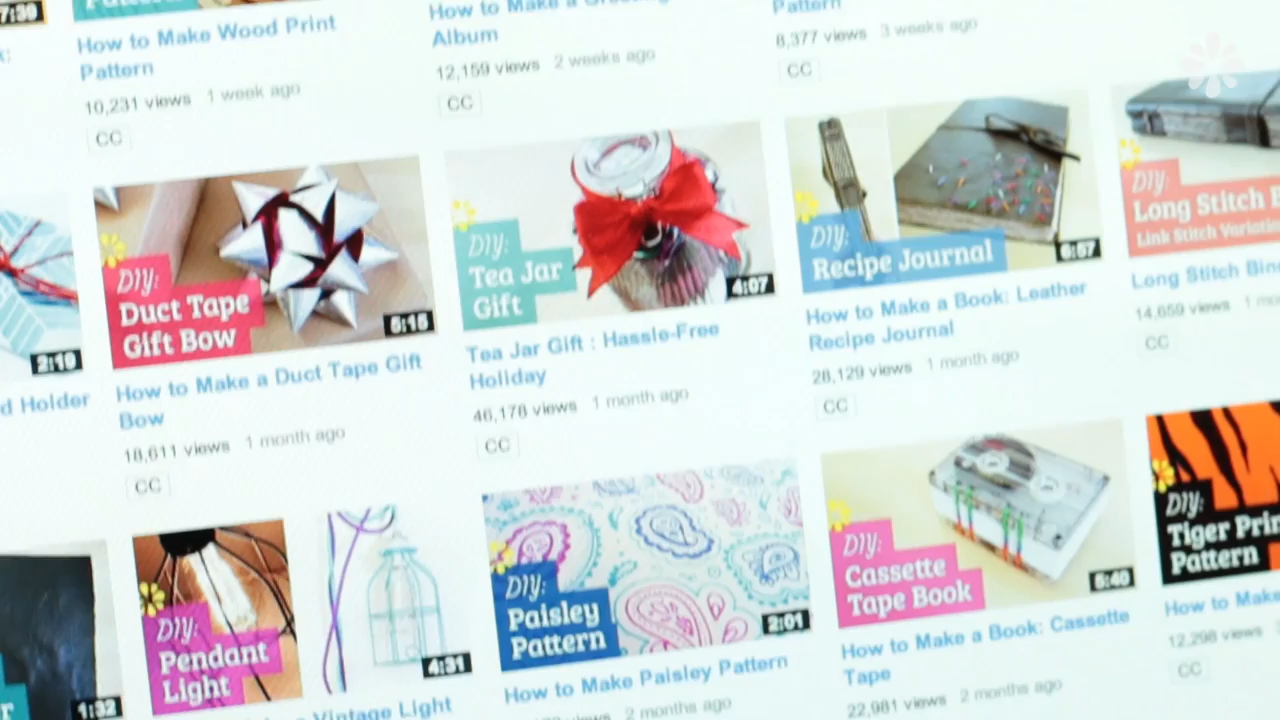 7:39
How to Make Wood Print
Pattern
10,231 views 1 week ago
CC
How to Make a Greeting
Album
12,159 views 2 weeks ago
CC
Pattern
8,377 views 3 weeks ago
CC
2:19
d Holder
DIY:
Duct Tape
Gift Bow
5:15
How to Make a Duct Tape Gift
Bow
18,611 views 1 month ago
CC
DIY:
Tea Jar
Gift
4:07
Tea Jar Gift : Hassle-Free
Holiday
46,178 views 1 month ago
CC
DIY:
Recipe Journal
6:57
How to Make a Book: Leather
Recipe Journal
28,129 views 1 month ago
CC
DIY:
Long Stitch B
Link Stitch Variatio
Long Stitch Bin
14,659 views 1 mo
CC
1:32
DIY:
Pendant
Light
4:31
Vintage Light
DIY:
Paisley
Pattern
2:01
How to Make Paisley Pattern
2 months ago
DIY:
Cassette
Tape Book
5:40
How to Make a Book: Cassette
Tape
22,981 views 2 months ago
DIY:
Tiger Prin
Pattern
How to Make
12,298 views
CC